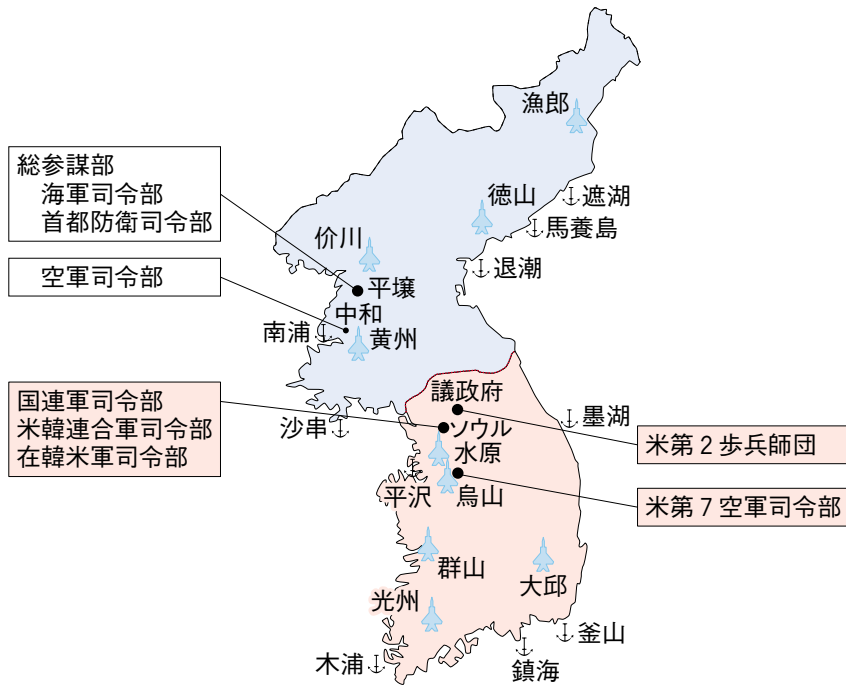 漁郎
総参謀部
海軍司令部
首都防衛司令部
徳山
遮湖
馬養島
价川
退潮
空軍司令部
平壌
中和
南浦
黄州
国連軍司令部
米韓連合軍司令部
在韓米軍司令部
議政府
墨湖
沙串
ソウル
米第2歩兵師団
水原
平沢
烏山
米第7空軍司令部
群山
大邱
光州
釜山
木浦
鎮海